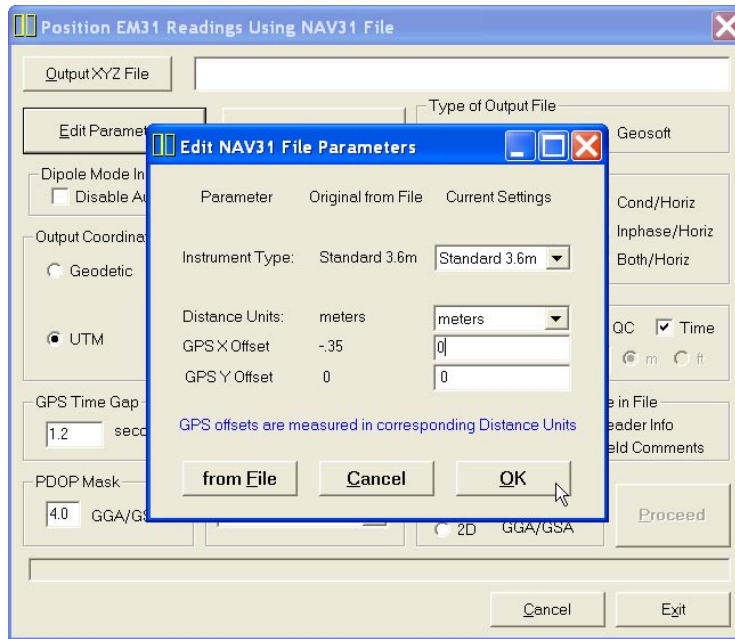 Position EM31 Readings Using NAV31 File
Output XYZ File
Type of Output File
Edit Paramet
Geosoft
Edit NAV31 File Parameters
Dipole Mode In
Disable Au
Parameter Original from File Current Settings
Cond/Horiz
Inphase/Horiz
Both/Horiz
Output Coordina
Geodetic
UTM
Instrument Type: Standard 3.6m Standard 3.6m
Distance Units: meters meters
GPS X Offset -.35 0
GPS Y Offset 0 0
QC Time
m ft
GPS offsets are measured in corresponding Distance Units
GPS Time Gap
1.2 seco
e in File
eader Info
eld Comments
from File Cancel OK
PDOP Mask
4.0 GGA/GS
2D GGA/GSA
Proceed
Cancel Exit